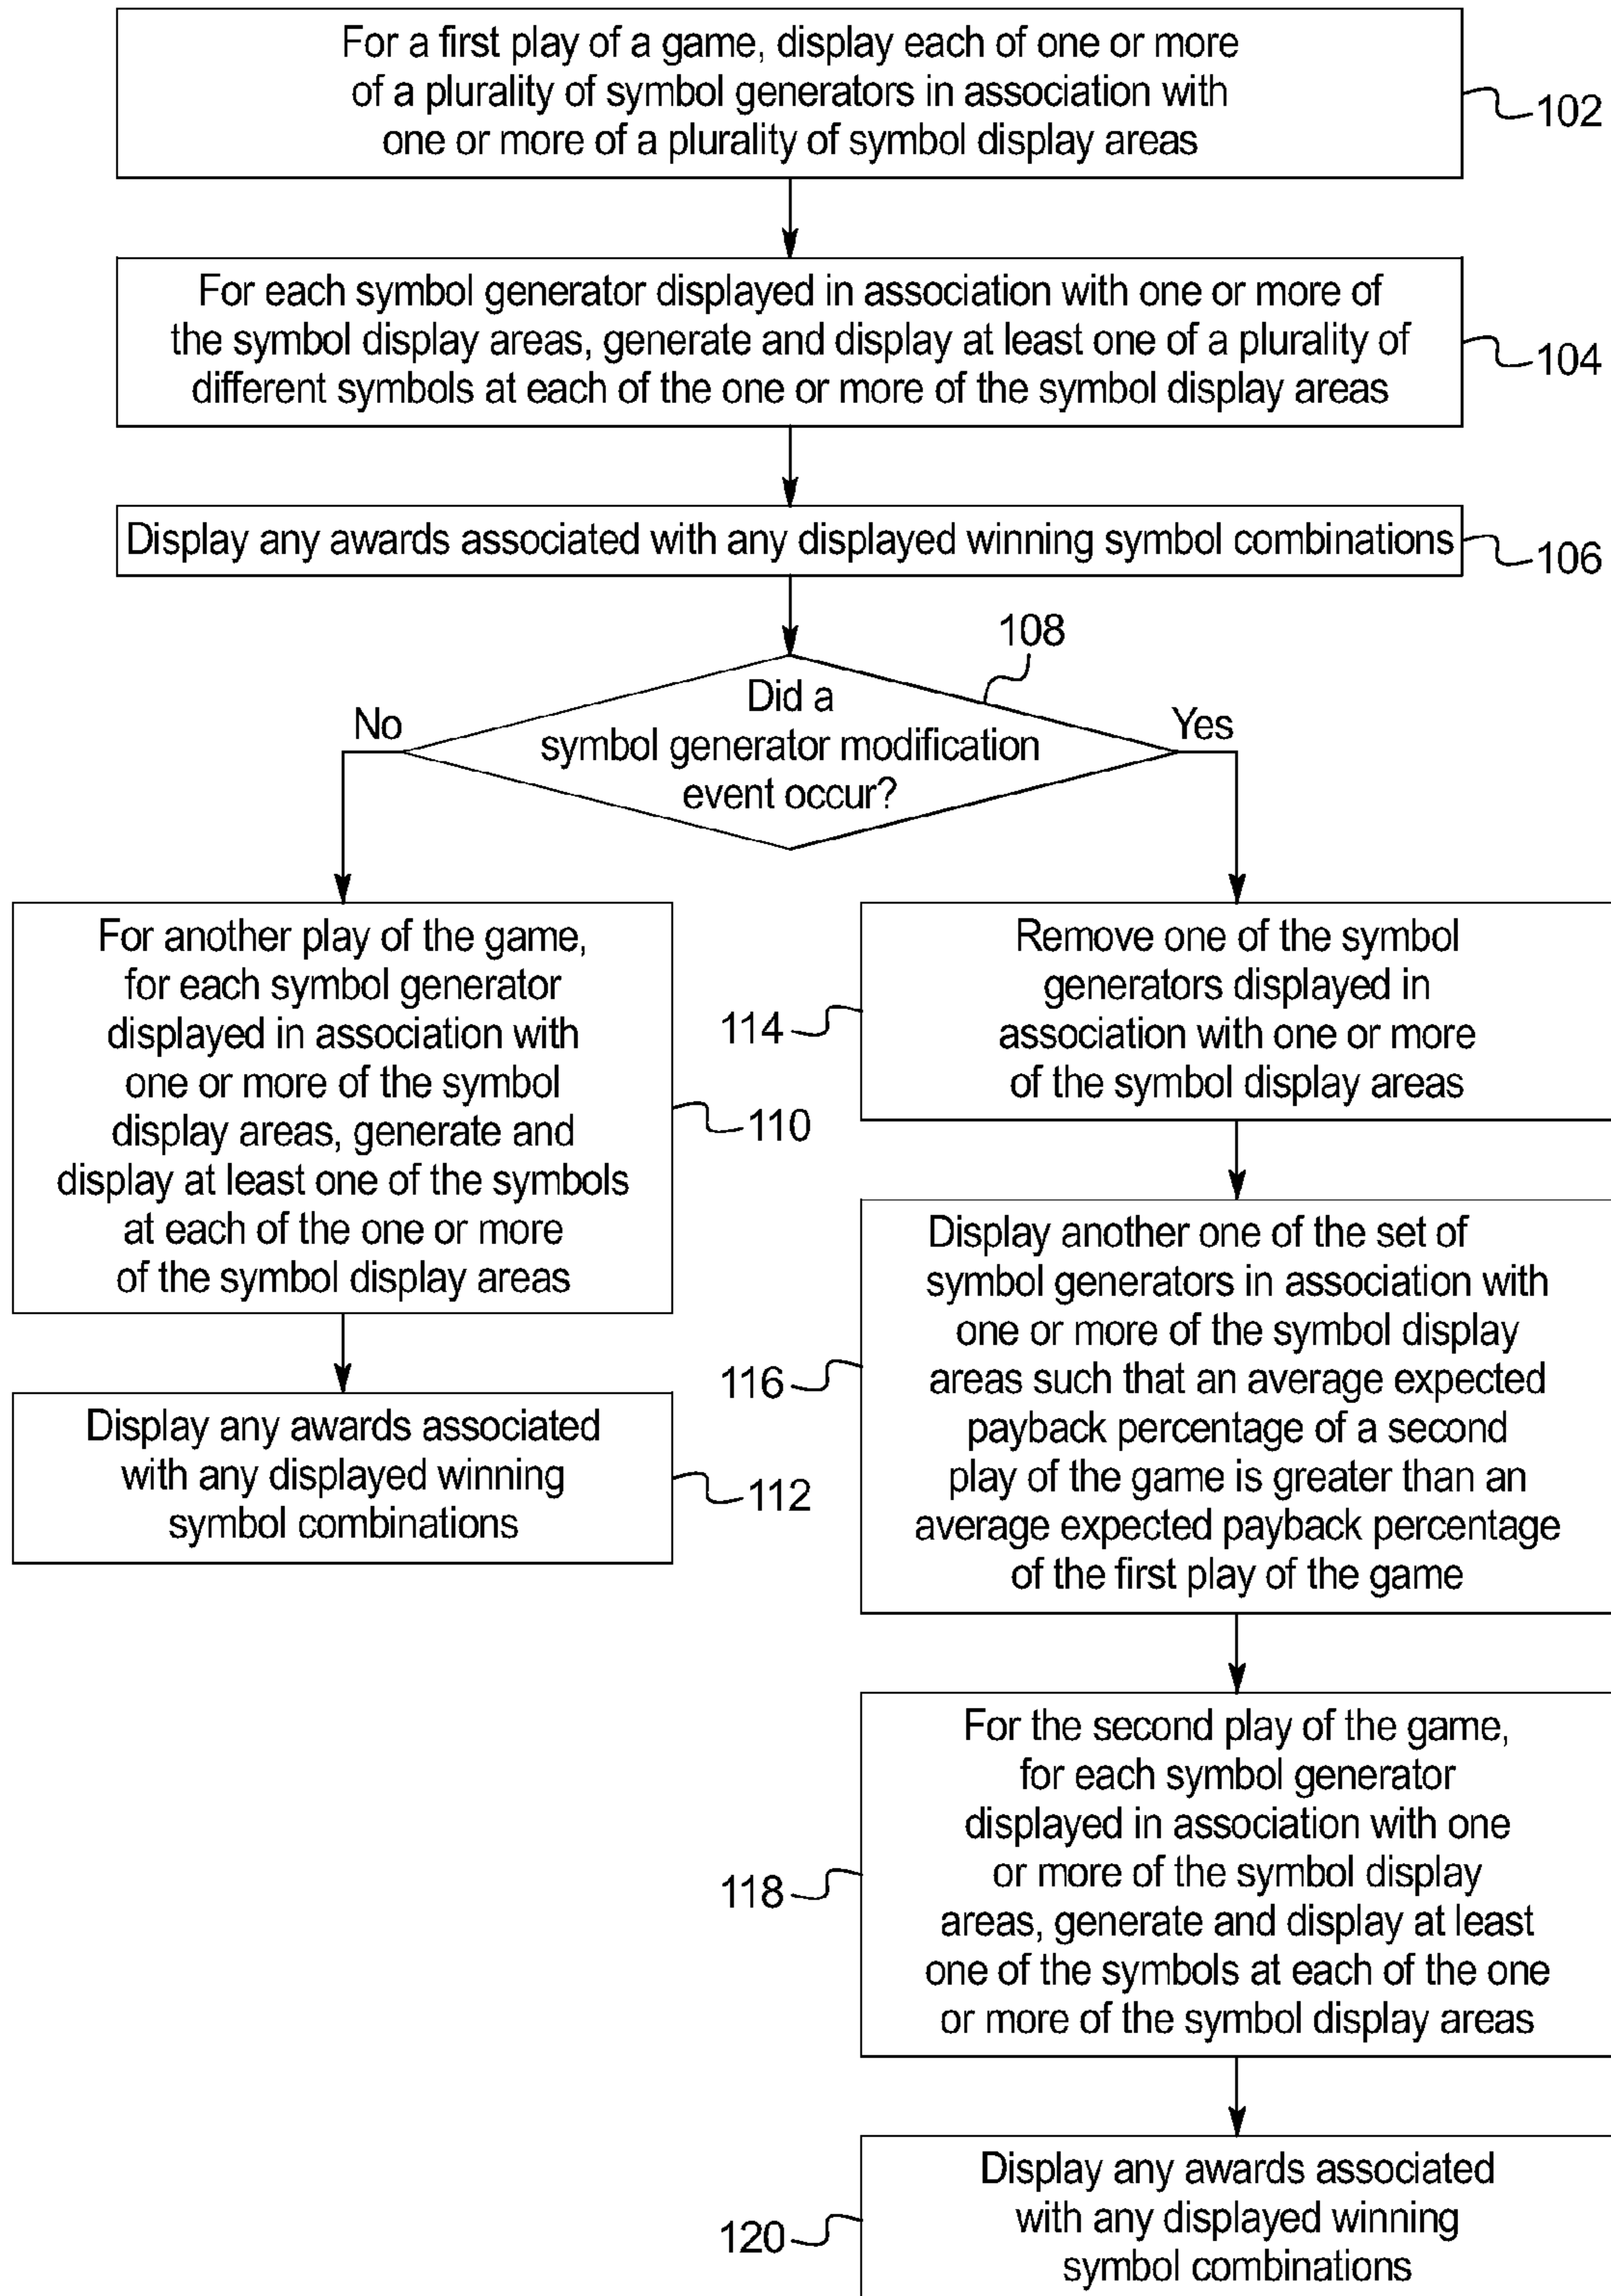 For a first play of a game, display each of one or more
of a plurality of symbol generators in association with
one or more of a plurality of symbol display areas
102
For each symbol generator displayed in association with one or more of
the symbol display areas, generate and display at least one of a plurality of
different symbols at each of the one or more of the symbol display areas
104
Display any awards associated with any displayed winning symbol combinations
106
108
Did a
symbol generator modification
event occur?
No
Yes
For another play of the game,
for each symbol generator
displayed in association with
one or more of the symbol
display areas, generate and
display at least one of the symbols
at each of the one or more
of the symbol display areas
110
Display any awards associated
with any displayed winning
symbol combinations
112
Remove one of the symbol
generators displayed in
association with one or more
of the symbol display areas
114
Display another one of the set of
symbol generators in association with
one or more of the symbol display
areas such that an average expected
payback percentage of a second
play of the game is greater than an
average expected payback percentage
of the first play of the game
116
For the second play of the game,
for each symbol generator
displayed in association with one
or more of the symbol display
areas, generate and display at least
one of the symbols at each of the one
or more of the symbol display areas
118
Display any awards associated
with any displayed winning
symbol combinations
120